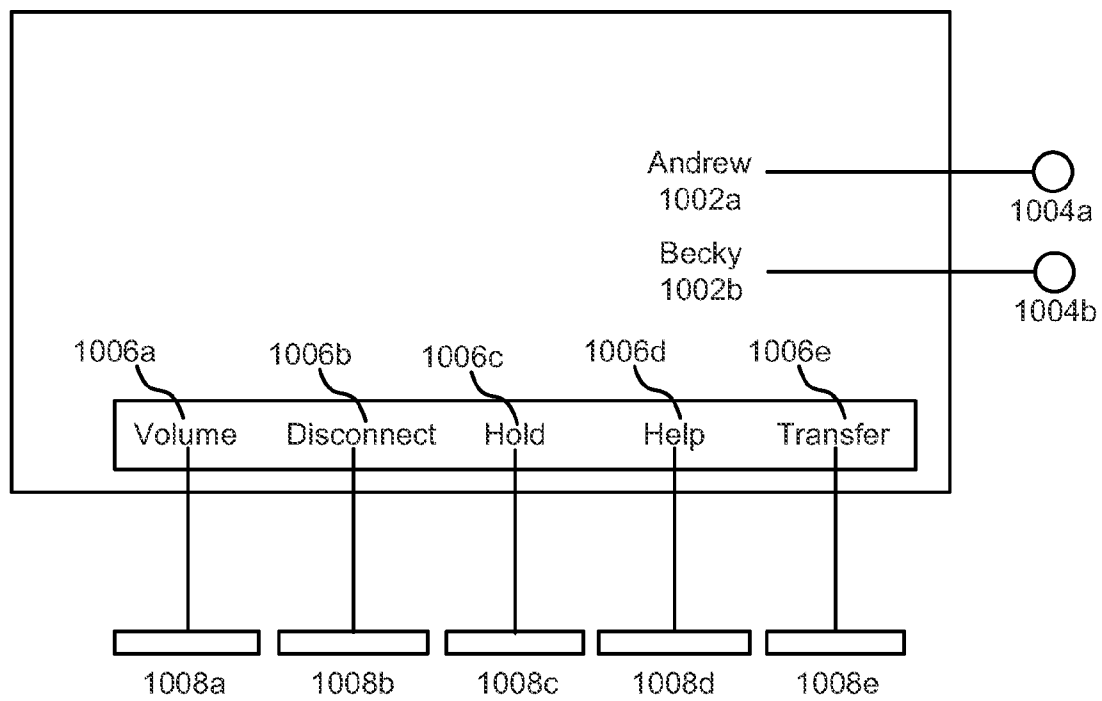 Andrew
1002a
1004a
Becky
1002b
1004b
1006a 1006b 1006c 1006d 1006e
Volume Disconnect Hold Help Transfer
1008a 1008b 1008c 1008d 1008e